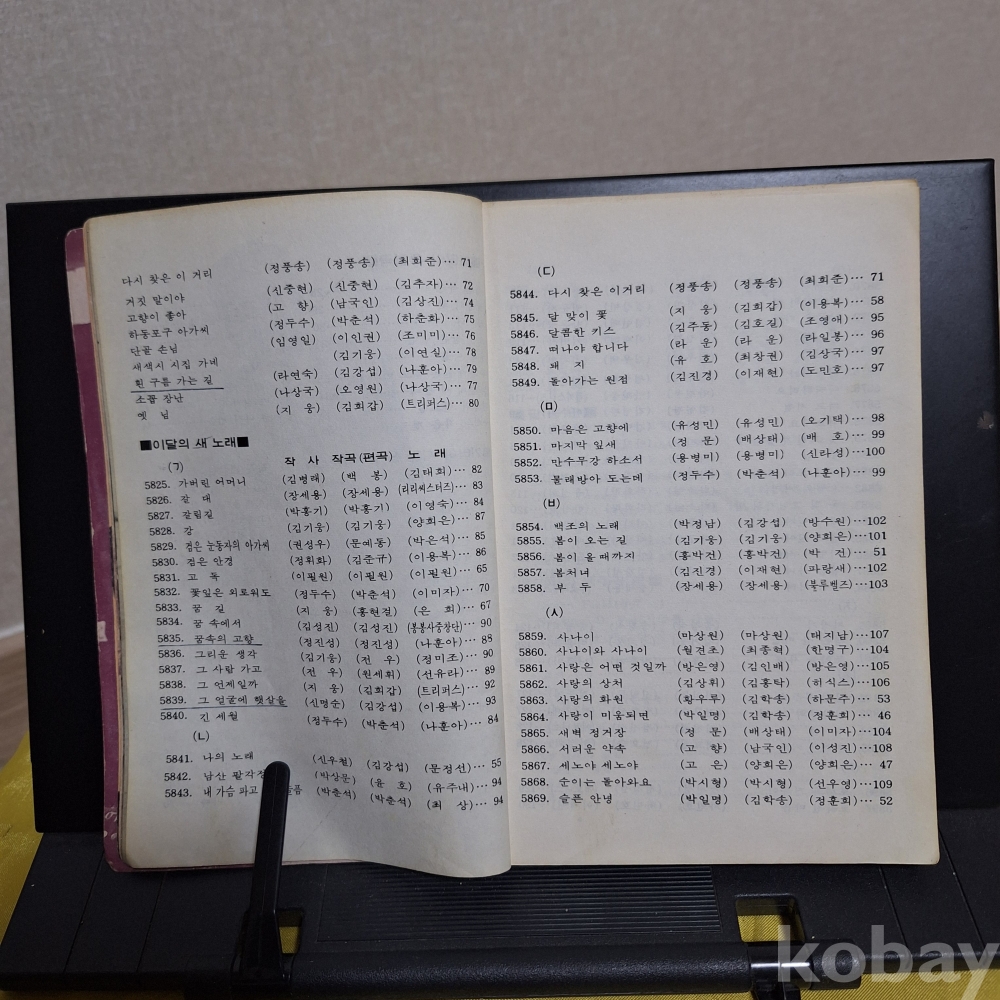 다시 찾은 이 거리 (정풍송) (정풍송) (최희준)… 71
거짓 말이야 (신중현) (신중현) (김추자)… 72
고향이 좋아 (고 향) (남국인) (김상진)… 74
하동포구 아가씨 (정두수) (박춘석) (하춘화)… 75
단골 손님 (임영일) (이인권) (조미미)… 76
새색시 시집 가네 (김기웅) (이연실)… 78
흰 구름 가는 길 (라연숙) (김강섭) (나훈아)… 79
소꿉 장난 (나상국) (오영원) (나상국)… 77
옛 님 (지 웅) (김희갑) (트리퍼스)… 80
■이달의 새 노래■
작 사 작곡(편곡) 노 래
(ㄱ)
5825. 가버린 어머니 (김병래) (백 봉) (김태희)… 82
5826. 갈 대 (장세용) (장세용) (리리씨스터즈)… 83
5827. 갈림길 (박홍기) (박홍기) (이영숙)… 84
5828. 강 (김기웅) (김기웅) (양희은)… 87
5829. 검은 눈동자의 아가씨 (권성우) (문예동) (박은석)… 85
5830. 검은 안경 (정휘화) (김준규) (이용복)… 86
5831. 고 독 (이필원) (이필원) (이필원)… 65
5832. 꽃잎은 외로워도 (정두수) (박춘석) (이미자)… 70
5833. 꿈 길 (지 웅) (홍현걸) (은 희)… 67
5834. 꿈 속에서 (김성진) (김성진) (봉봉사중창단)… 90
5835. 꿈속의 고향 (정진성) (정진성) (나훈아)… 88
5836. 그리운 생각 (김기웅) (전 우) (정미조)… 90
5837. 그 사람 가고 (전 우) (원세휘) (선유라)… 89
5838. 그 언제일까 (지 웅) (김희갑) (트리퍼스)… 92
5839. 그 얼굴에 햇살을 (신명순) (김강섭) (이용복)… 93
5840. 긴 세월 (정두수) (박춘석) (나훈아)… 84
(ㄴ)
5841. 나의 노래 (신우철) (김강섭) (문정선)… 55
5842. 남산 팔각정 (박상문) (윤 호) (유주내)… 94
5843. 내 가슴 파고 (박춘석) (박춘석) (최 상)… 94
(ㄷ)
5844. 다시 찾은 이거리 (정풍송) (정풍송) (최희준)… 71
5845. 달 맞이 꽃 (지 웅) (김희갑) (이용복)… 58
5846. 달콤한 키스 (김주동) (김호길) (조영애)… 95
5847. 떠나야 합니다 (라 운) (라 운) (라일봉)… 96
5848. 돼 지 (유 호) (최창권) (김상국)… 97
5849. 돌아가는 원점 (김진경) (이재현) (도민호)… 97
(ㅁ)
5850. 마음은 고향에 (유성민) (유성민) (오기택)… 98
5851. 마지막 잎새 (정 문) (배상태) (배 호)… 99
5852. 만수무강 하소서 (용병미) (용병미) (신라성)…100
5853. 물래방아 도는데 (정두수) (박춘석) (나훈아)… 99
(ㅂ)
5854. 백조의 노래 (박정남) (김강섭) (방수원)…102
5855. 봄이 오는 길 (김기웅) (김기웅) (양희은)…101
5856. 봄이 올때까지 (홍박진) (홍박진) (박 진)… 51
5857. 봄처녀 (김진경) (이재현) (파랑새)…102
5858. 부 두 (장세용) (장세용) (불루벨즈)…103
(ㅅ)
5859. 사나이 (마상원) (마상원) (태지남)…107
5860. 사나이와 사나이 (월견초) (최종혁) (한명구)…104
5861. 사랑은 어떤 것일까 (방은영) (김인배) (방은영)…105
5862. 사랑의 상처 (김상휘) (김홍탁) (히식스)…106
5863. 사랑의 화원 (황우루) (김학송) (하문주)… 53
5864. 사랑이 미움되면 (박일명) (김학송) (정훈희)… 46
5865. 새벽 정거장 (정 문) (배상태) (이미자)…104
5866. 서러운 약속 (고 향) (남국인) (이성진)…108
5867. 세노야 세노야 (고 은) (양희은) (양희은)… 47
5868. 순이는 돌아와요 (박시형) (박시형) (선우영)…109
5869. 슬픈 안녕 (박일명) (김학송) (정훈희)… 52
kobay